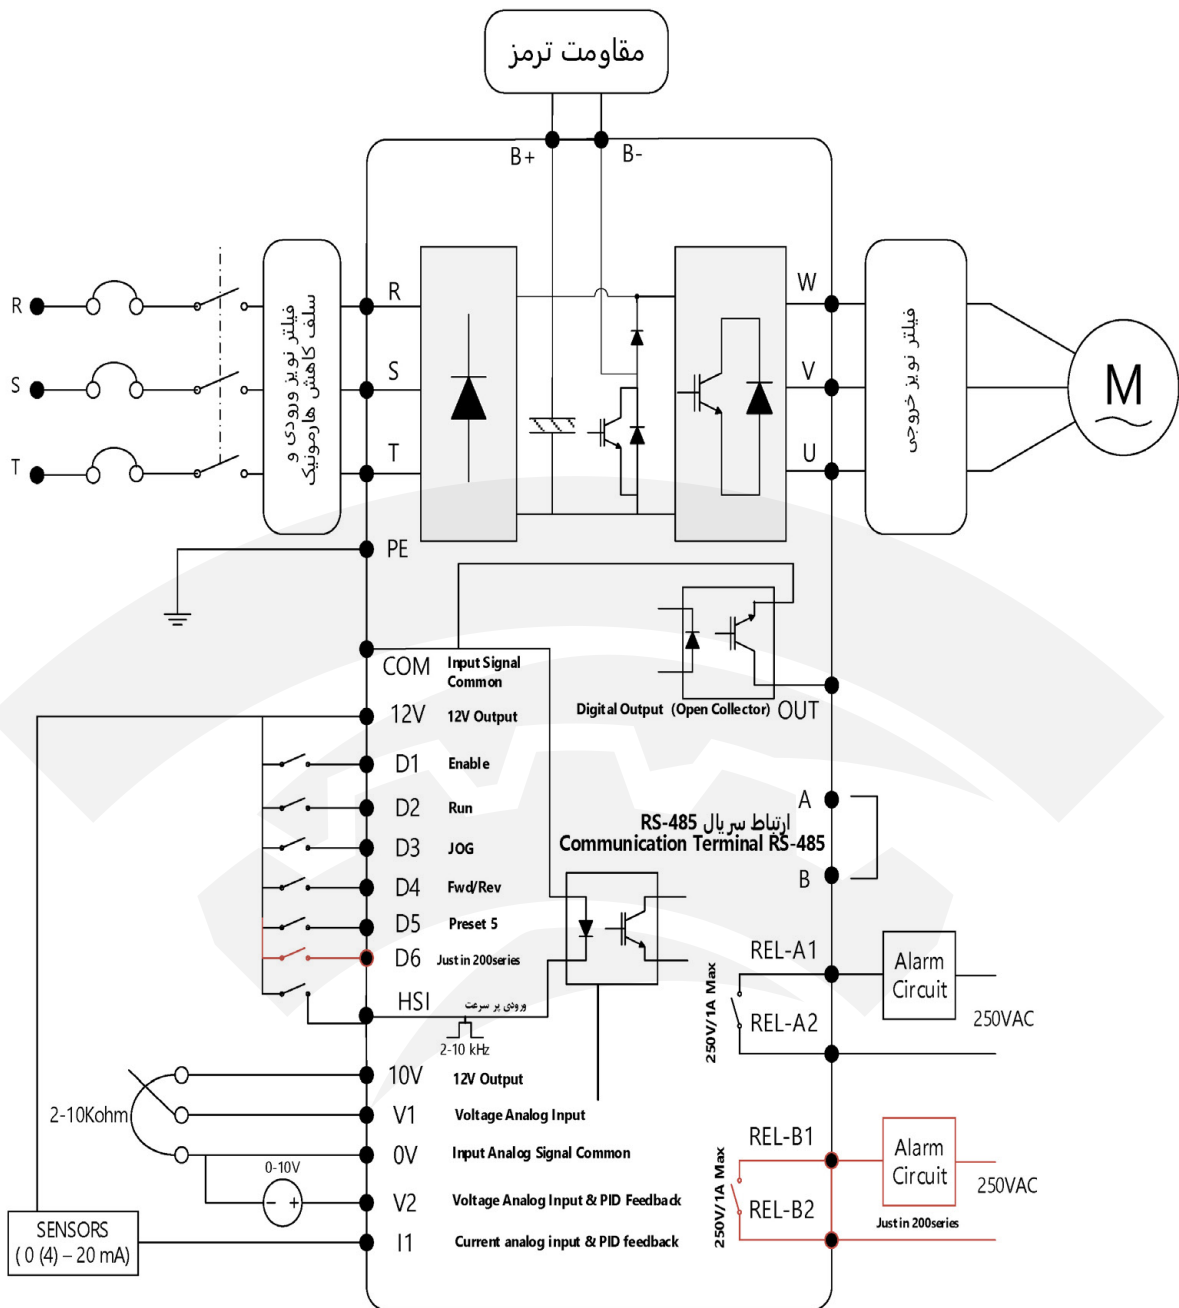 مقاومت ترمز
B+
B-
R
S
T
سلف کاهش هارمونیک
فیلتر نویز ورودی و
R
S
T
PE
W
V
U
فیلتر نویز خروجی
M
COM
Input Signal
Common
12V
12V Output
D1
Enable
D2
Run
D3
JOG
D4
Fwd/Rev
D5
Preset 5
D6
Just in 200series
HSI
ورودی پر سرعت
2-10 kHz
10V
12V Output
V1
Voltage Analog Input
0V
Input Analog Signal Common
V2
Voltage Analog Input & PID Feedback
I1
Current analog input & PID feedback
2-10Kohm
0-10V
- +
SENSORS
( 0 (4) – 20 mA)
Digital Output (Open Collector)
OUT
A
ارتباط سریال RS-485
Communication Terminal RS-485
B
REL-A1
REL-A2
250V/1A Max
Alarm
Circuit
250VAC
REL-B1
REL-B2
250V/1A Max
Alarm
Circuit
250VAC
Just in 200series